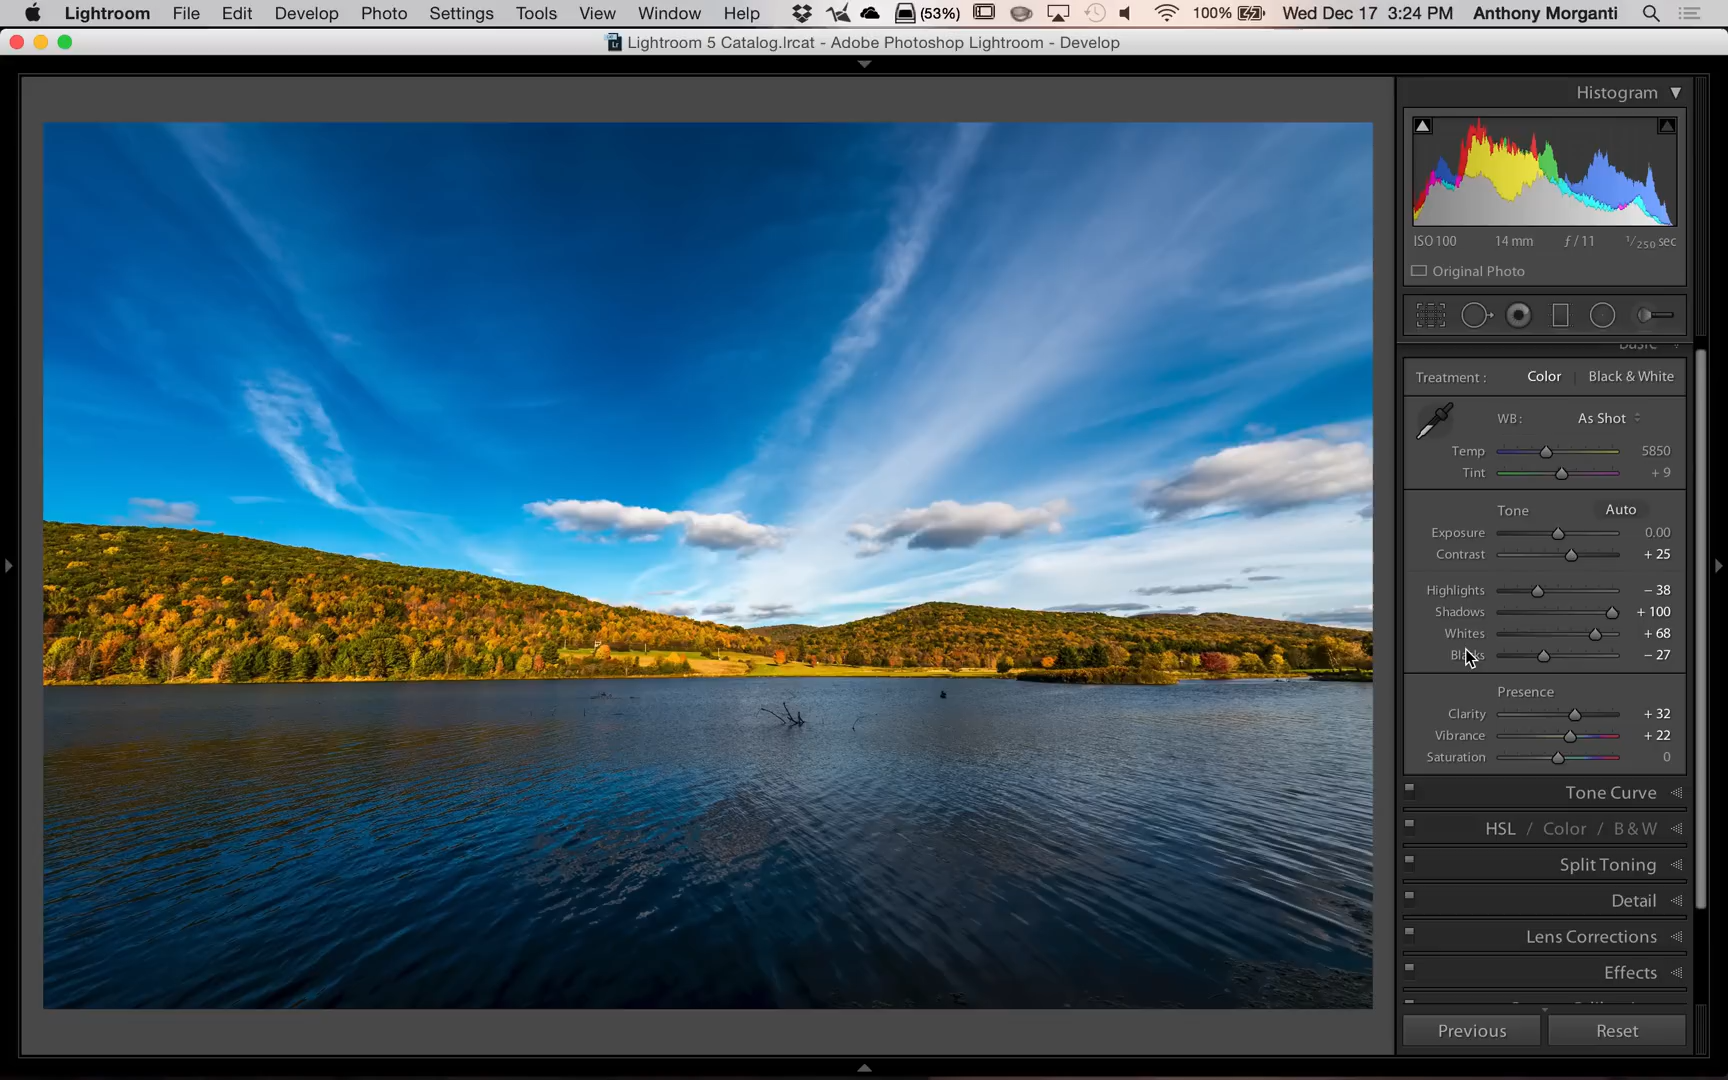 Lightroom File Edit Develop Photo Settings Tools View Window Help (53%) 100% Wed Dec 17 3:24 PM Anthony Morganti
Lightroom 5 Catalog.lrcat - Adobe Photoshop Lightroom - Develop
Histogram
ISO 100 14 mm ƒ / 11 1/250 sec
Original Photo
Basic
Treatment : Color Black & White
WB : As Shot
Temp 5850
Tint + 9
Tone Auto
Exposure 0.00
Contrast + 25
Highlights – 38
Shadows + 100
Whites + 68
Blacks – 27
Presence
Clarity + 32
Vibrance + 22
Saturation 0
Tone Curve
HSL / Color / B & W
Split Toning
Detail
Lens Corrections
Effects
Previous Reset